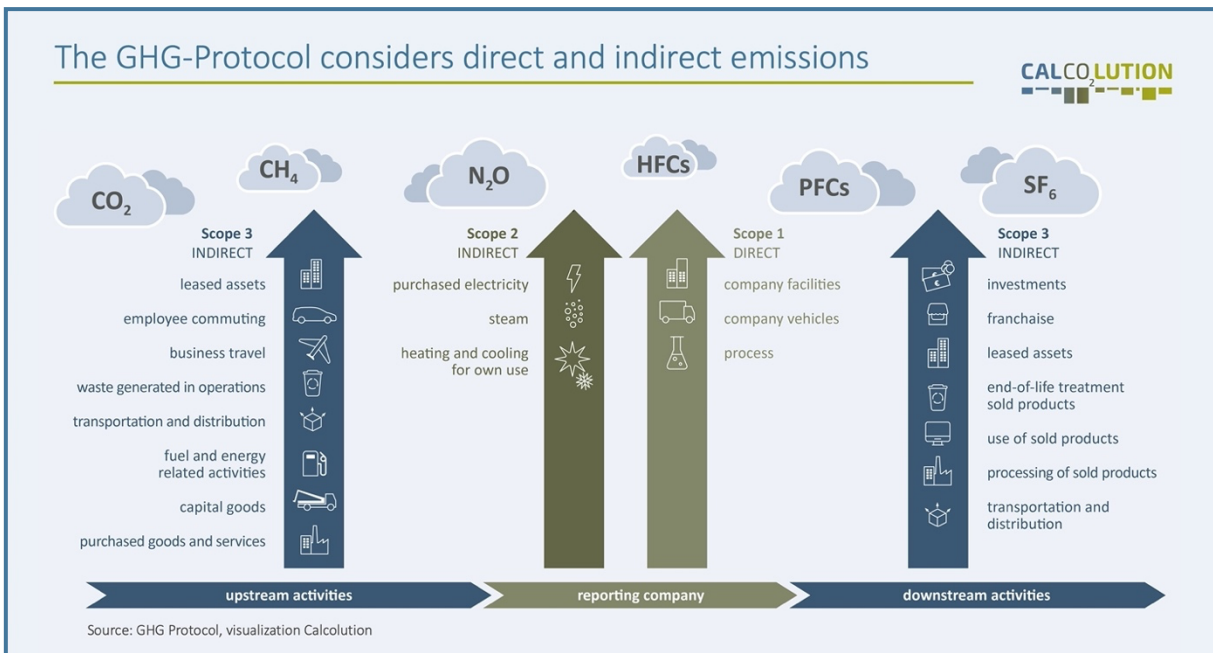 The GHG-Protocol considers direct and indirect emissions
CALCO2LUTION
CO2
CH4
N2O
HFCs
PFCs
SF6
Scope 3
INDIRECT
leased assets
employee commuting
business travel
waste generated in operations
transportation and distribution
fuel and energy
related activities
capital goods
purchased goods and services
Scope 2
INDIRECT
purchased electricity
steam
heating and cooling
for own use
Scope 1
DIRECT
company facilities
company vehicles
process
Scope 3
INDIRECT
investments
franchaise
leased assets
end-of-life treatment
sold products
use of sold products
processing of sold products
transportation and
distribution
upstream activities
reporting company
downstream activities
Source: GHG Protocol, visualization Calcolution